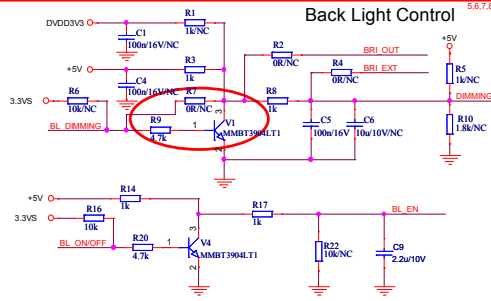 Back Light Control
5,6,7,8
DVDD3V3
R1
1k/NC
C1
100n/16V/NC
R2
0R/NC
BRI_OUT
+5V
+5V
R3
1k
R4
0R/NC
BRI_EXT
R5
1k/NC
C4
100n/16V/NC
3.3VS
R6
10k/NC
R7
0R/NC
R8
1k
DIMMING
BL_DIMMING
R9
4.7k
1
3
2
V1
MMBT3904LT1
C5
100n/16V
C6
10u/10V/NC
R10
1.8k/NC
+5V
R14
1k
3.3VS
R16
10k
R17
1k
BL_EN
BL_ON/OFF
R20
4.7k
1
3
2
V4
MMBT3904LT1
R22
10k/NC
C9
2.2u/10V